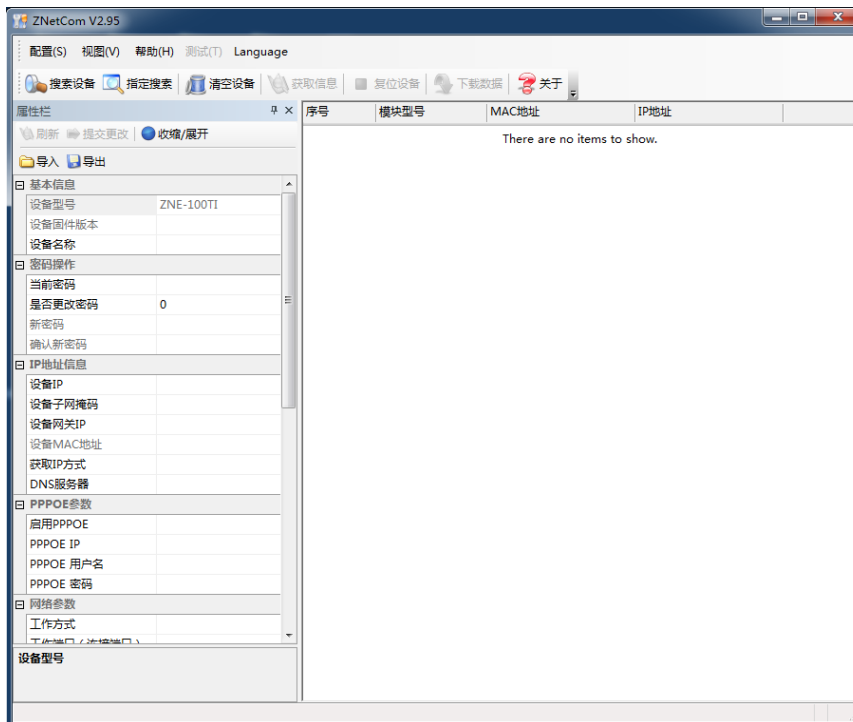 ZNetCom V2.95
配置(S) 视图(V) 帮助(H) 测试(T) Language
搜索设备 指定搜索 清空设备 获取信息 复位设备 下载数据 关于
属性栏
序号 模块型号 MAC地址 IP地址
刷新 提交更改 收缩/展开
There are no items to show.
导入 导出
基本信息
设备型号 ZNE-100TI
设备固件版本
设备名称
密码操作
当前密码
是否更改密码 0
新密码
确认新密码
IP地址信息
设备IP
设备子网掩码
设备网关IP
设备MAC地址
获取IP方式
DNS服务器
PPPOE参数
启用PPPOE
PPPOE IP
PPPOE 用户名
PPPOE 密码
网络参数
工作方式
工作端口(连接端口)
设备型号